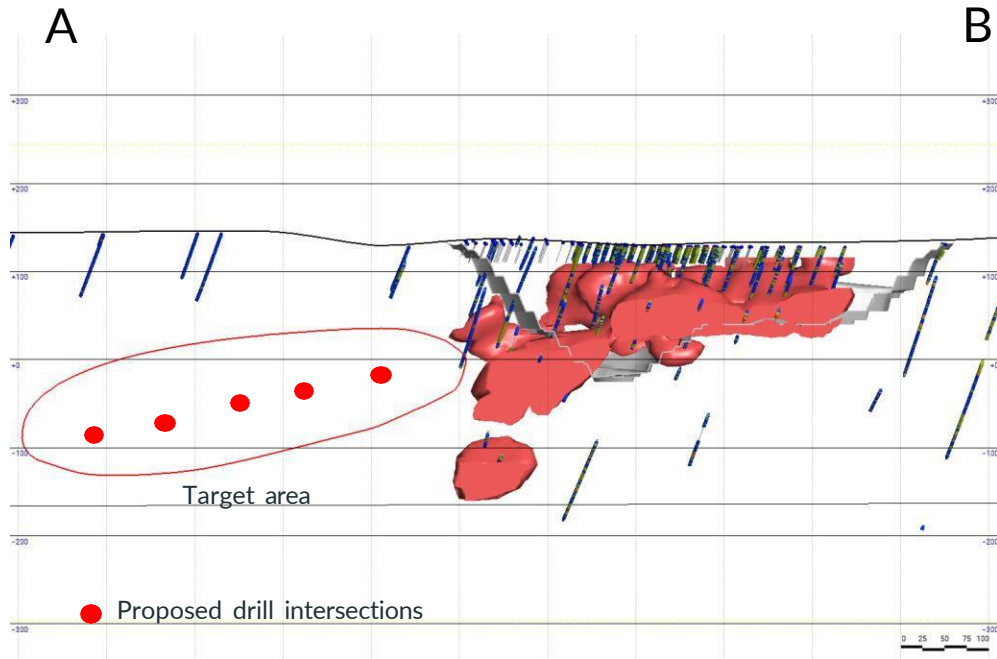 A B
+300 +300
+200 +200
+100 +100
+0 +0
-100 -100
Target area
-200 -200
Proposed drill intersections
-300 -300
0 25 50 75 100